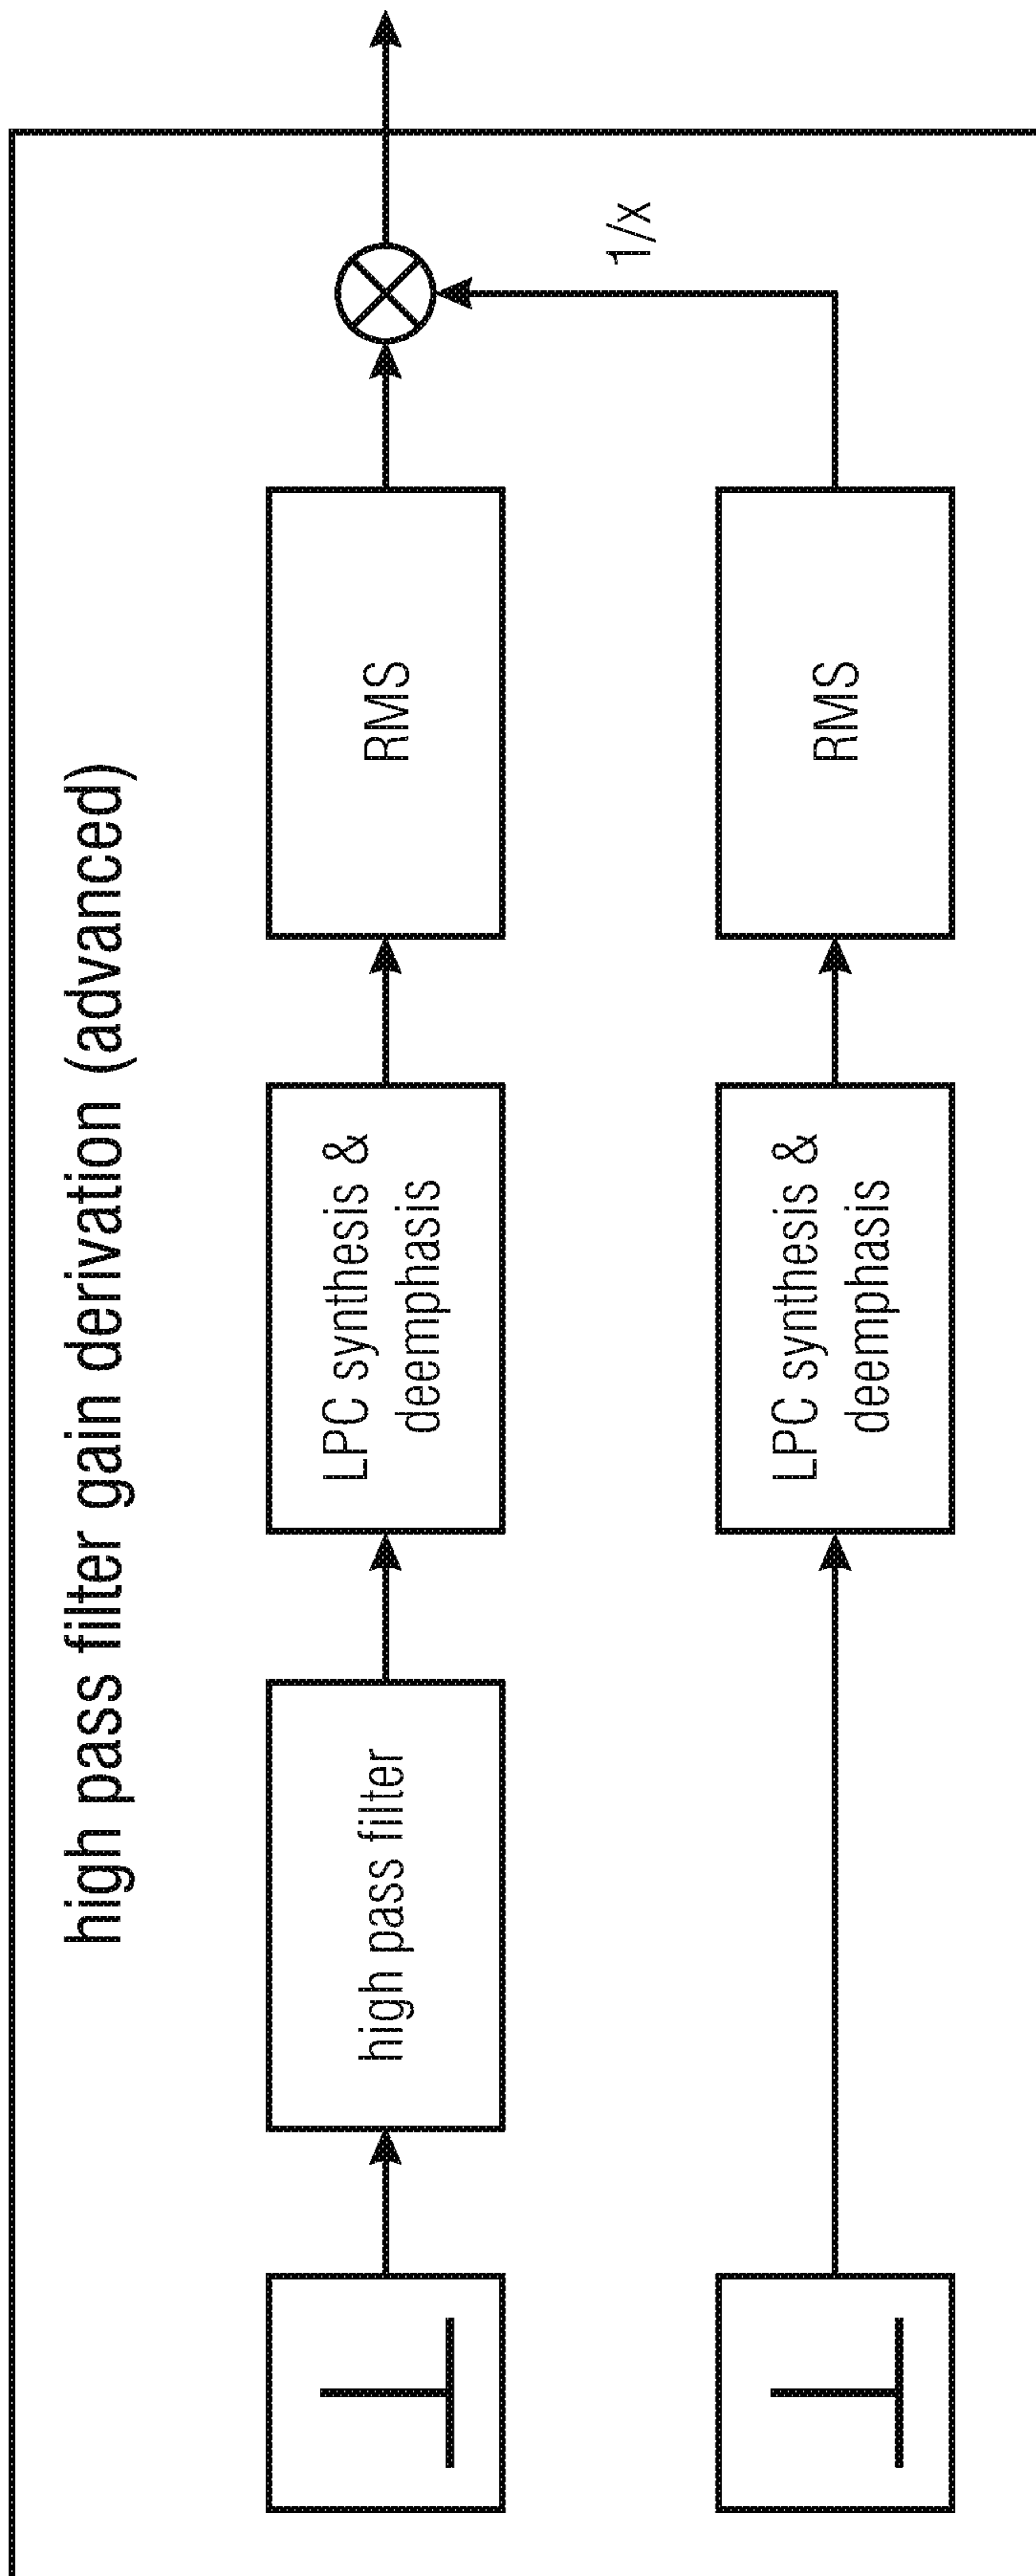 high pass filter gain derivation (advanced)
high pass filter
LPC synthesis &
deemphasis
RMS
1/x
LPC synthesis &
deemphasis
RMS